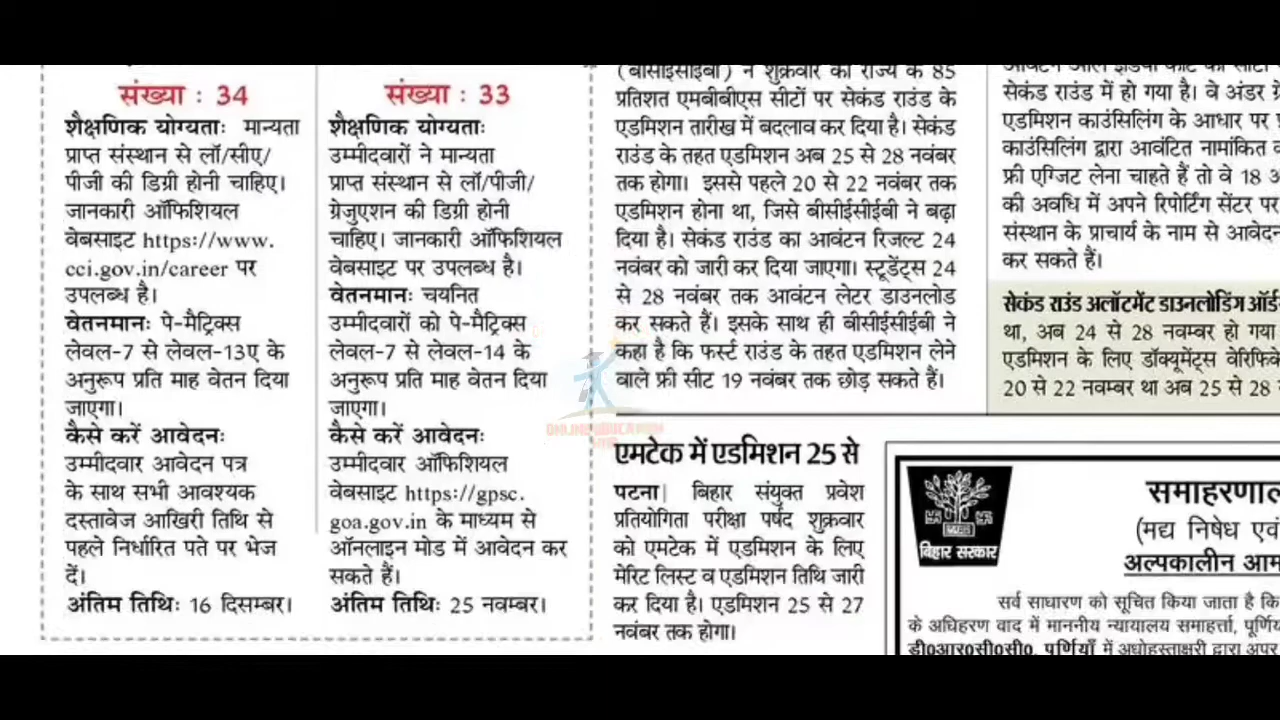 संख्या : 34
शैक्षणिक योग्यताः मान्यता
प्राप्त संस्थान से लॉ/सीए/
पीजी की डिग्री होनी चाहिए।
जानकारी ऑफिशियल
वेबसाइट https://www.
cci.gov.in/career पर
उपलब्ध है।
वेतनमानः पे-मैट्रिक्स
लेवल-7 से लेवल-13ए के
अनुरूप प्रति माह वेतन दिया
जाएगा।
कैसे करें आवेदनः
उम्मीदवार आवेदन पत्र
के साथ सभी आवश्यक
दस्तावेज आखिरी तिथि से
पहले निर्धारित पते पर भेज
दें।
अंतिम तिथिः 16 दिसम्बर।
संख्या : 33
शैक्षणिक योग्यताः
उम्मीदवारों ने मान्यता
प्राप्त संस्थान से लॉ/पीजी/
ग्रेजुएशन की डिग्री होनी
चाहिए। जानकारी ऑफिशियल
वेबसाइट पर उपलब्ध है।
वेतनमानः चयनित
उम्मीदवारों को पे-मैट्रिक्स
लेवल-7 से लेवल-14 के
अनुरूप प्रति माह वेतन दिया
जाएगा।
कैसे करें आवेदनः
उम्मीदवार ऑफिशियल
वेबसाइट https://gpsc.
goa.gov.in के माध्यम से
ऑनलाइन मोड में आवेदन कर
सकते हैं।
अंतिम तिथिः 25 नवम्बर।
(बीसीईसीईबी) ने शुक्रवार को राज्य के 85
प्रतिशत एमबीबीएस सीटों पर सेकंड राउंड के
एडमिशन तारीख में बदलाव कर दिया है। सेकंड
राउंड के तहत एडमिशन अब 25 से 28 नवंबर
तक होगा। इससे पहले 20 से 22 नवंबर तक
एडमिशन होना था, जिसे बीसीईसीईबी ने बढ़ा
दिया है। सेकंड राउंड का आवंटन रिजल्ट 24
नवंबर को जारी कर दिया जाएगा। स्टूडेंट्स 24
से 28 नवंबर तक आवंटन लेटर डाउनलोड
कर सकते हैं। इसके साथ ही बीसीईसीईबी ने
कहा है कि फर्स्ट राउंड के तहत एडमिशन लेने
वाले फ्री सीट 19 नवंबर तक छोड़ सकते हैं।
ONLINE EDUCATION
एमटेक में एडमिशन 25 से
पटना| बिहार संयुक्त प्रवेश
प्रतियोगिता परीक्षा पर्षद शुक्रवार
को एमटेक में एडमिशन के लिए
मेरिट लिस्ट व एडमिशन तिथि जारी
कर दिया है। एडमिशन 25 से 27
नवंबर तक होगा।
सेकंड राउंड में हो गया है। वे अंडर
एडमिशन काउंसिलिंग के आधार पर
काउंसिलिंग द्वारा आवंटित नामांकित
फ्री एग्जिट लेना चाहते हैं तो वे 18
की अवधि में अपने रिपोर्टिंग सेंटर पर
संस्थान के प्राचार्य के नाम से आवेदन
कर सकते हैं।
सेकंड राउंड अलॉटमेंट डाउनलोडिंग ऑर्ड
था, अब 24 से 28 नवम्बर हो गया
एडमिशन के लिए डॉक्यूमेंट्स
20 से 22 नवम्बर था अब 25 से 28
बिहार सरकार
समाहरणाल
(मद्य निषेध एवं
अल्पकालीन आम
सर्व साधारण को सूचित किया जाता है कि
के अधिहरण वाद में माननीय न्यायालय समाहर्त्ता,
डी0आर0सी0सी0, पूर्णियाँ में अधोहस्ताक्षरी द्वारा